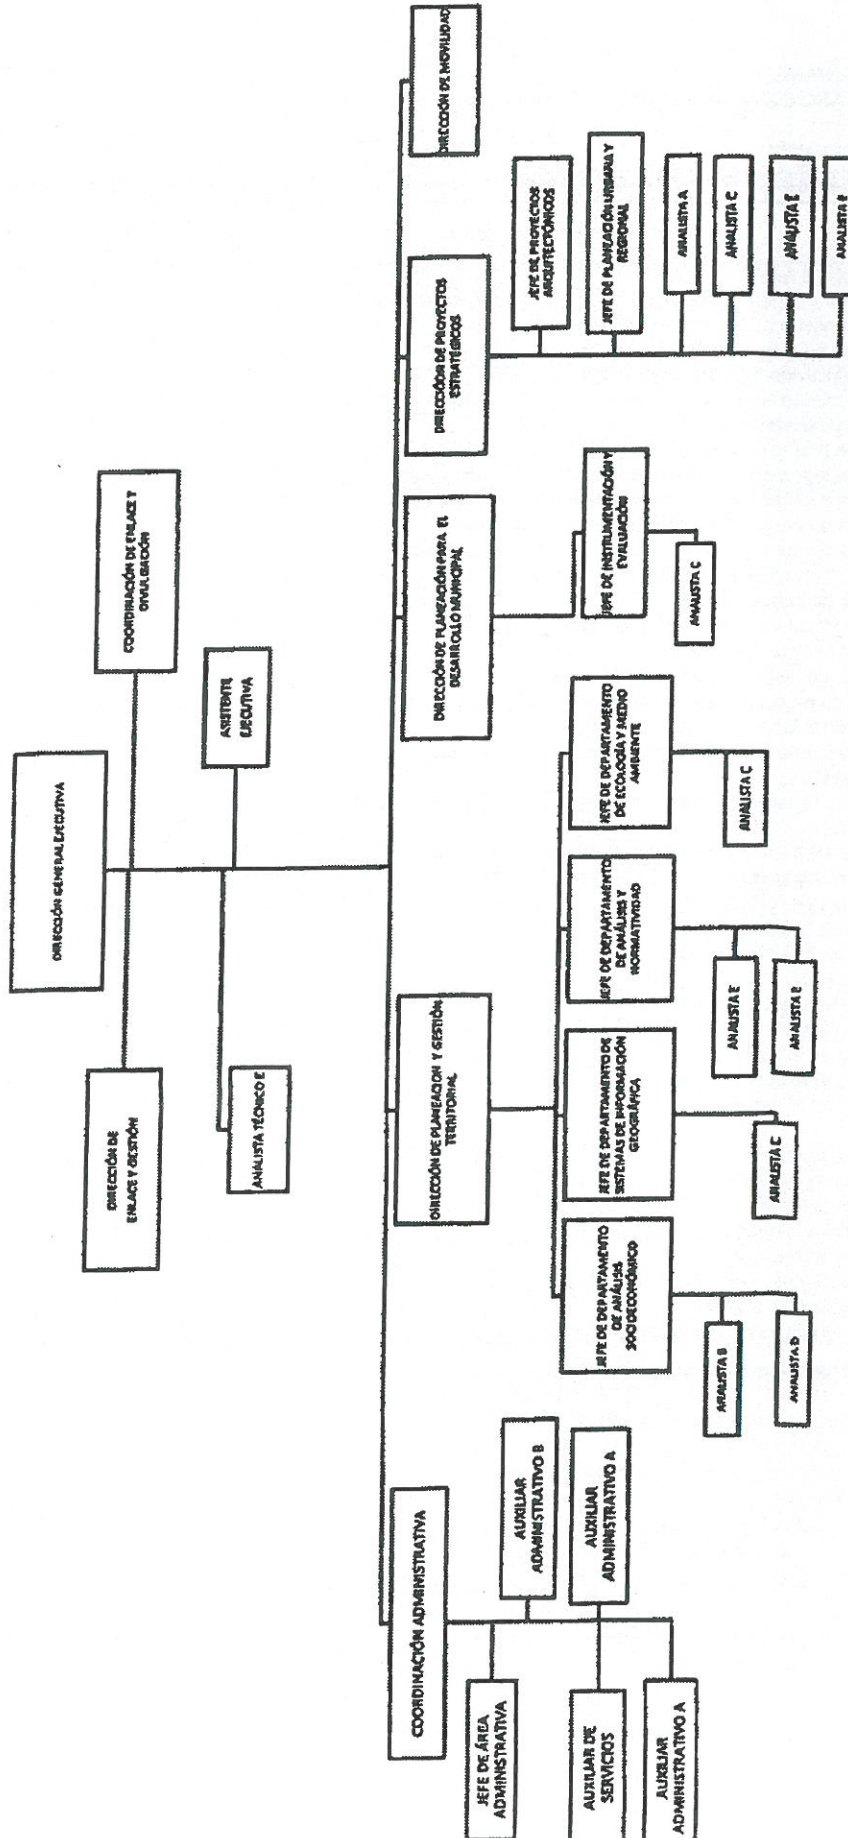 DIRECCIÓN GENERAL EJECUTIVA
DIRECCIÓN DE
ENLACE Y GESTIÓN
COORDINACIÓN DE ENLACE Y
DIVULGACIÓN
ANALISTA TÉCNICO E
ASISTENTE
EJECUTIVA
COORDINACIÓN ADMINISTRATIVA
JEFE DE ÁREA
ADMINISTRATIVA
AUXILIAR
ADMINISTRATIVO B
AUXILIAR DE
SERVICIOS
AUXILIAR
ADMINISTRATIVO A
AUXILIAR
ADMINISTRATIVO A
DIRECCIÓN DE PLANEACION Y GESTIÓN
TERRITORIAL
JEFE DE DEPARTAMENTO
DE ANÁLISIS
SOCIOECONÓMICO
ANALISTA B
ANALISTA D
JEFE DE DEPARTAMENTO DE
SISTEMAS DE INFORMACIÓN
GEOGRÁFICA
ANALISTA C
JEFE DE DEPARTAMENTO
DE ANÁLISIS Y
NORMATIVIDAD
ANALISTA E
ANALISTA E
JEFE DE DEPARTAMENTO
DE ECOLOGÍA Y MEDIO
AMBIENTE
ANALISTA C
DIRECCIÓN DE PLANEACIÓN PARA EL
DESARROLLO MUNICIPAL
JEFE DE INSTRUMENTACIÓN Y
EVALUACIÓN
ANALISTA C
DIRECCIÓN DE PROYECTOS
ESTRATÉGICOS
JEFE DE PROYECTOS
ARQUITECTÓNICOS
JEFE DE PLANEACIÓN URBANA Y
REGIONAL
ANALISTA A
ANALISTA C
ANALISTA E
ANALISTA E
DIRECCIÓN DE MOVILIDAD